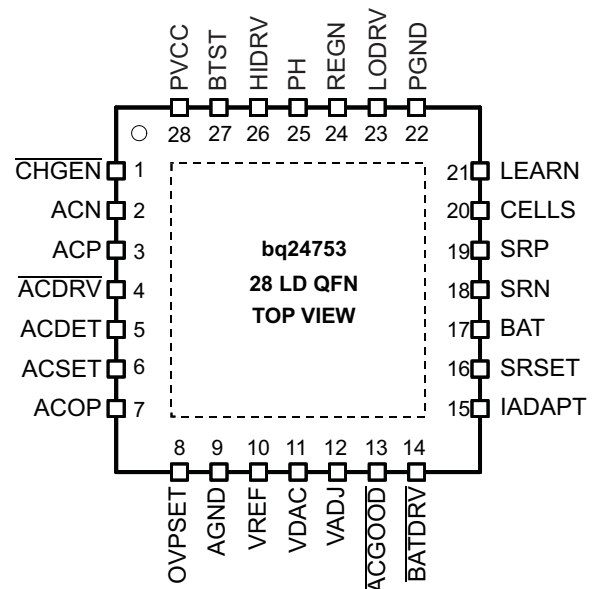 PVCC BTST HIDRV PH REGN LODRV PGND
28 27 26 25 24 23 22
CHGEN 1
ACN 2
ACP 3
ACDRV 4
ACDET 5
ACSET 6
ACOP 7
bq24753
28 LD QFN
TOP VIEW
21 LEARN
20 CELLS
19 SRP
18 SRN
17 BAT
16 SRSET
15 IADAPT
8 9 10 11 12 13 14
OVPSET AGND VREF VDAC VADJ ACGOOD BATDRV